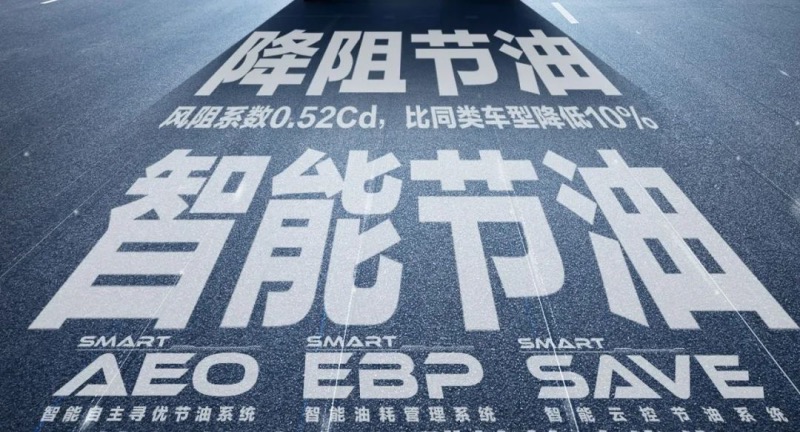 降阻节油
风阻系数0.52Cd，比同类车型降低10%
智能节油
SMART SMART SMART
AEO EBP SAVE
智能自主寻优节油系统 智能油耗管理系统 智能云控节油系统